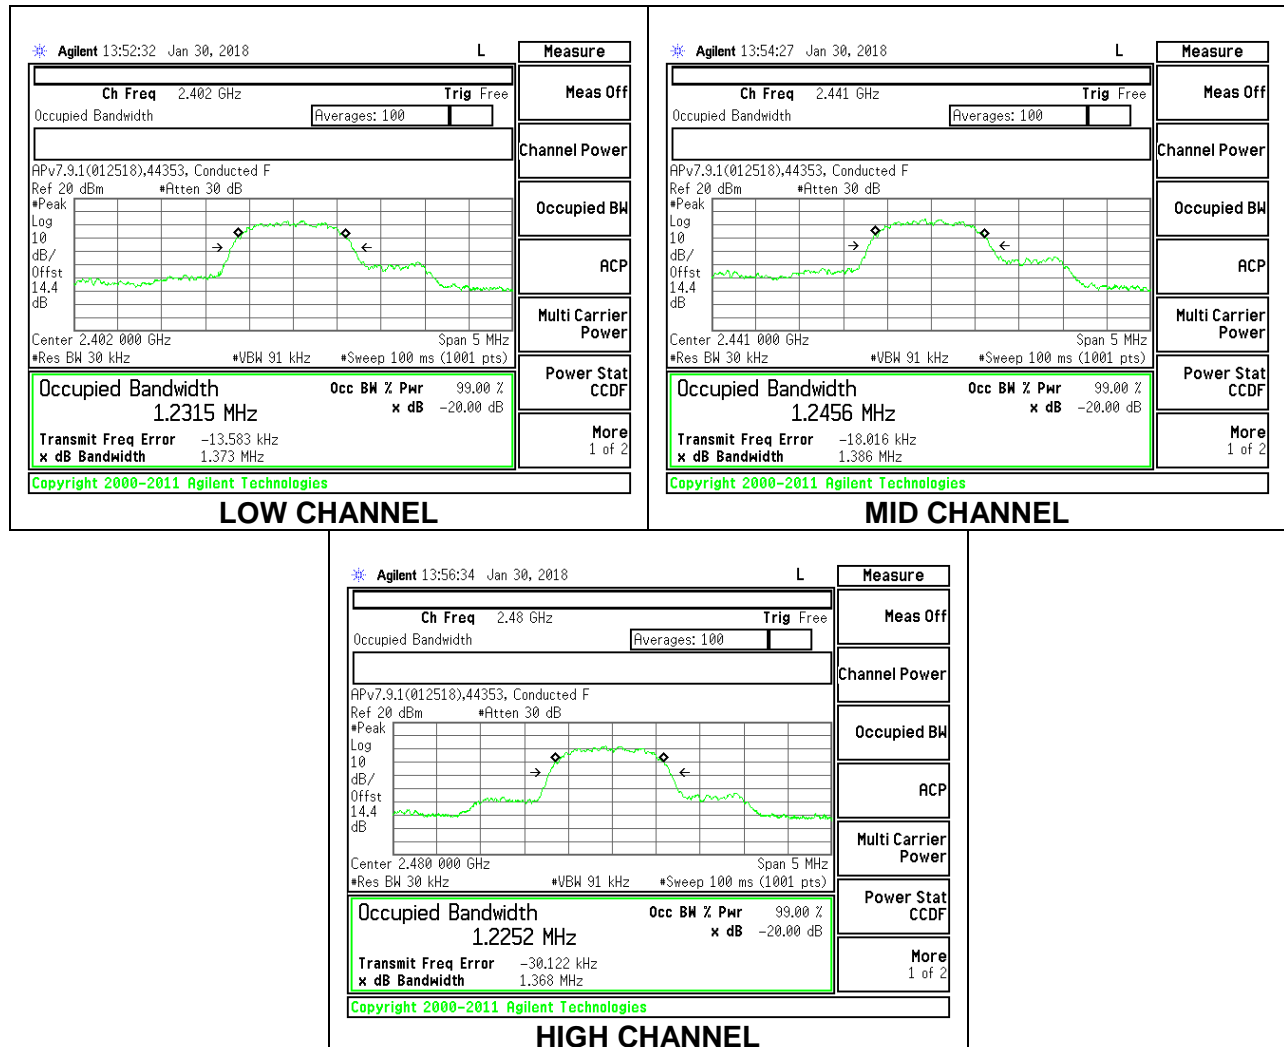 Agilent 13:52:32 Jan 30, 2018 L Measure
Ch Freq 2.402 GHz Trig Free
Occupied Bandwidth Averages: 100
APv7.9.1(012518),44353, Conducted F
Ref 20 dBm #Atten 30 dB
#Peak
Log
10
dB/
Offst
14.4
dB
Center 2.402 000 GHz Span 5 MHz
#Res BW 30 kHz #VBW 91 kHz #Sweep 100 ms (1001 pts)
Occupied Bandwidth Occ BW % Pwr 99.00 %
1.2315 MHz x dB -20.00 dB
Transmit Freq Error -13.583 kHz
x dB Bandwidth 1.373 MHz
Copyright 2000-2011 Agilent Technologies
Meas Off
Channel Power
Occupied BW
ACP
Multi Carrier
Power
Power Stat
CCDF
More
1 of 2
LOW CHANNEL
Agilent 13:54:27 Jan 30, 2018 L Measure
Ch Freq 2.441 GHz Trig Free
Occupied Bandwidth Averages: 100
APv7.9.1(012518),44353, Conducted F
Ref 20 dBm #Atten 30 dB
#Peak
Log
10
dB/
Offst
14.4
dB
Center 2.441 000 GHz Span 5 MHz
#Res BW 30 kHz #VBW 91 kHz #Sweep 100 ms (1001 pts)
Occupied Bandwidth Occ BW % Pwr 99.00 %
1.2456 MHz x dB -20.00 dB
Transmit Freq Error -18.016 kHz
x dB Bandwidth 1.386 MHz
Copyright 2000-2011 Agilent Technologies
Meas Off
Channel Power
Occupied BW
ACP
Multi Carrier
Power
Power Stat
CCDF
More
1 of 2
MID CHANNEL
Agilent 13:56:34 Jan 30, 2018 L Measure
Ch Freq 2.48 GHz Trig Free
Occupied Bandwidth Averages: 100
APv7.9.1(012518),44353, Conducted F
Ref 20 dBm #Atten 30 dB
#Peak
Log
10
dB/
Offst
14.4
dB
Center 2.480 000 GHz Span 5 MHz
#Res BW 30 kHz #VBW 91 kHz #Sweep 100 ms (1001 pts)
Occupied Bandwidth Occ BW % Pwr 99.00 %
1.2252 MHz x dB -20.00 dB
Transmit Freq Error -30.122 kHz
x dB Bandwidth 1.368 MHz
Copyright 2000-2011 Agilent Technologies
Meas Off
Channel Power
Occupied BW
ACP
Multi Carrier
Power
Power Stat
CCDF
More
1 of 2
HIGH CHANNEL